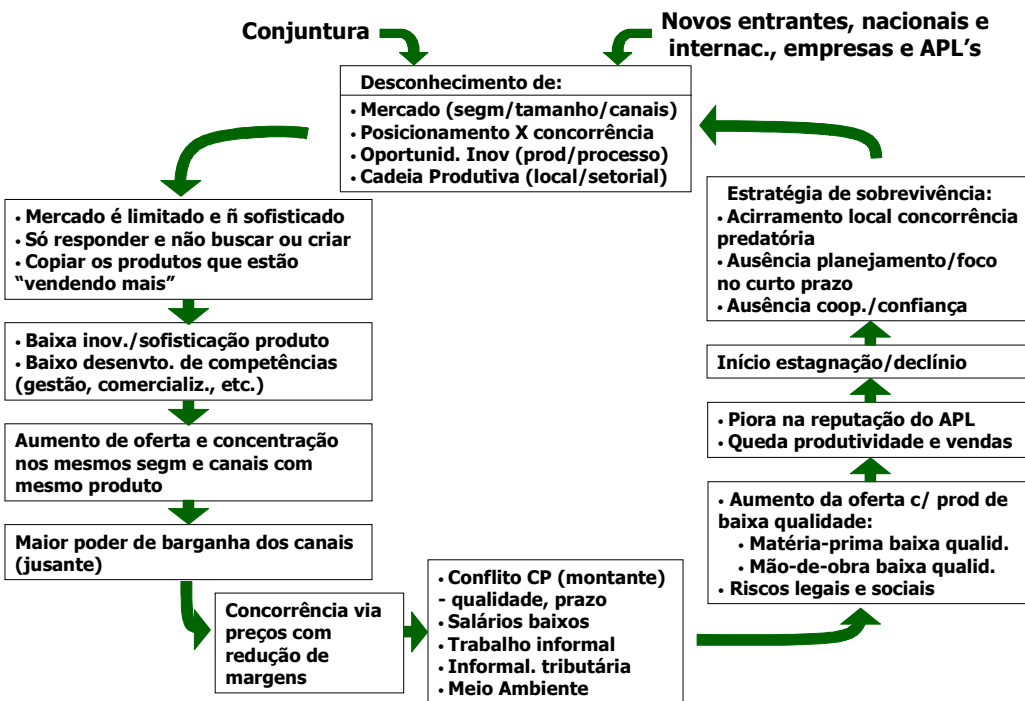 Conjuntura
Novos entrantes, nacionais e
internac., empresas e APL’s
Desconhecimento de:
• Mercado (segm/tamanho/canais)
• Posicionamento X concorrência
• Oportunid. Inov (prod/processo)
• Cadeia Produtiva (local/setorial)
• Mercado é limitado e ñ sofisticado
• Só responder e não buscar ou criar
• Copiar os produtos que estão
“vendendo mais”
• Baixa inov./sofisticação produto
• Baixo desenvto. de competências
(gestão, comercializ., etc.)
Aumento de oferta e concentração
nos mesmos segm e canais com
mesmo produto
Maior poder de barganha dos canais
(jusante)
Concorrência via
preços com
redução de
margens
• Conflito CP (montante)
- qualidade, prazo
• Salários baixos
• Trabalho informal
• Informal. tributária
• Meio Ambiente
• Aumento da oferta c/ prod de
baixa qualidade:
• Matéria-prima baixa qualid.
• Mão-de-obra baixa qualid.
• Riscos legais e sociais
• Piora na reputação do APL
• Queda produtividade e vendas
Início estagnação/declínio
Estratégia de sobrevivência:
• Acirramento local concorrência
predatória
• Ausência planejamento/foco
no curto prazo
• Ausência coop./confiança